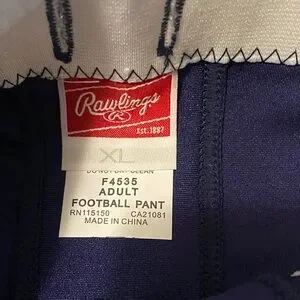 Rawlings
R
Est. 1887
XL
DO NOT DRY CLEAN
F4535
ADULT
FOOTBALL PANT
RN115150 CA21081
MADE IN CHINA